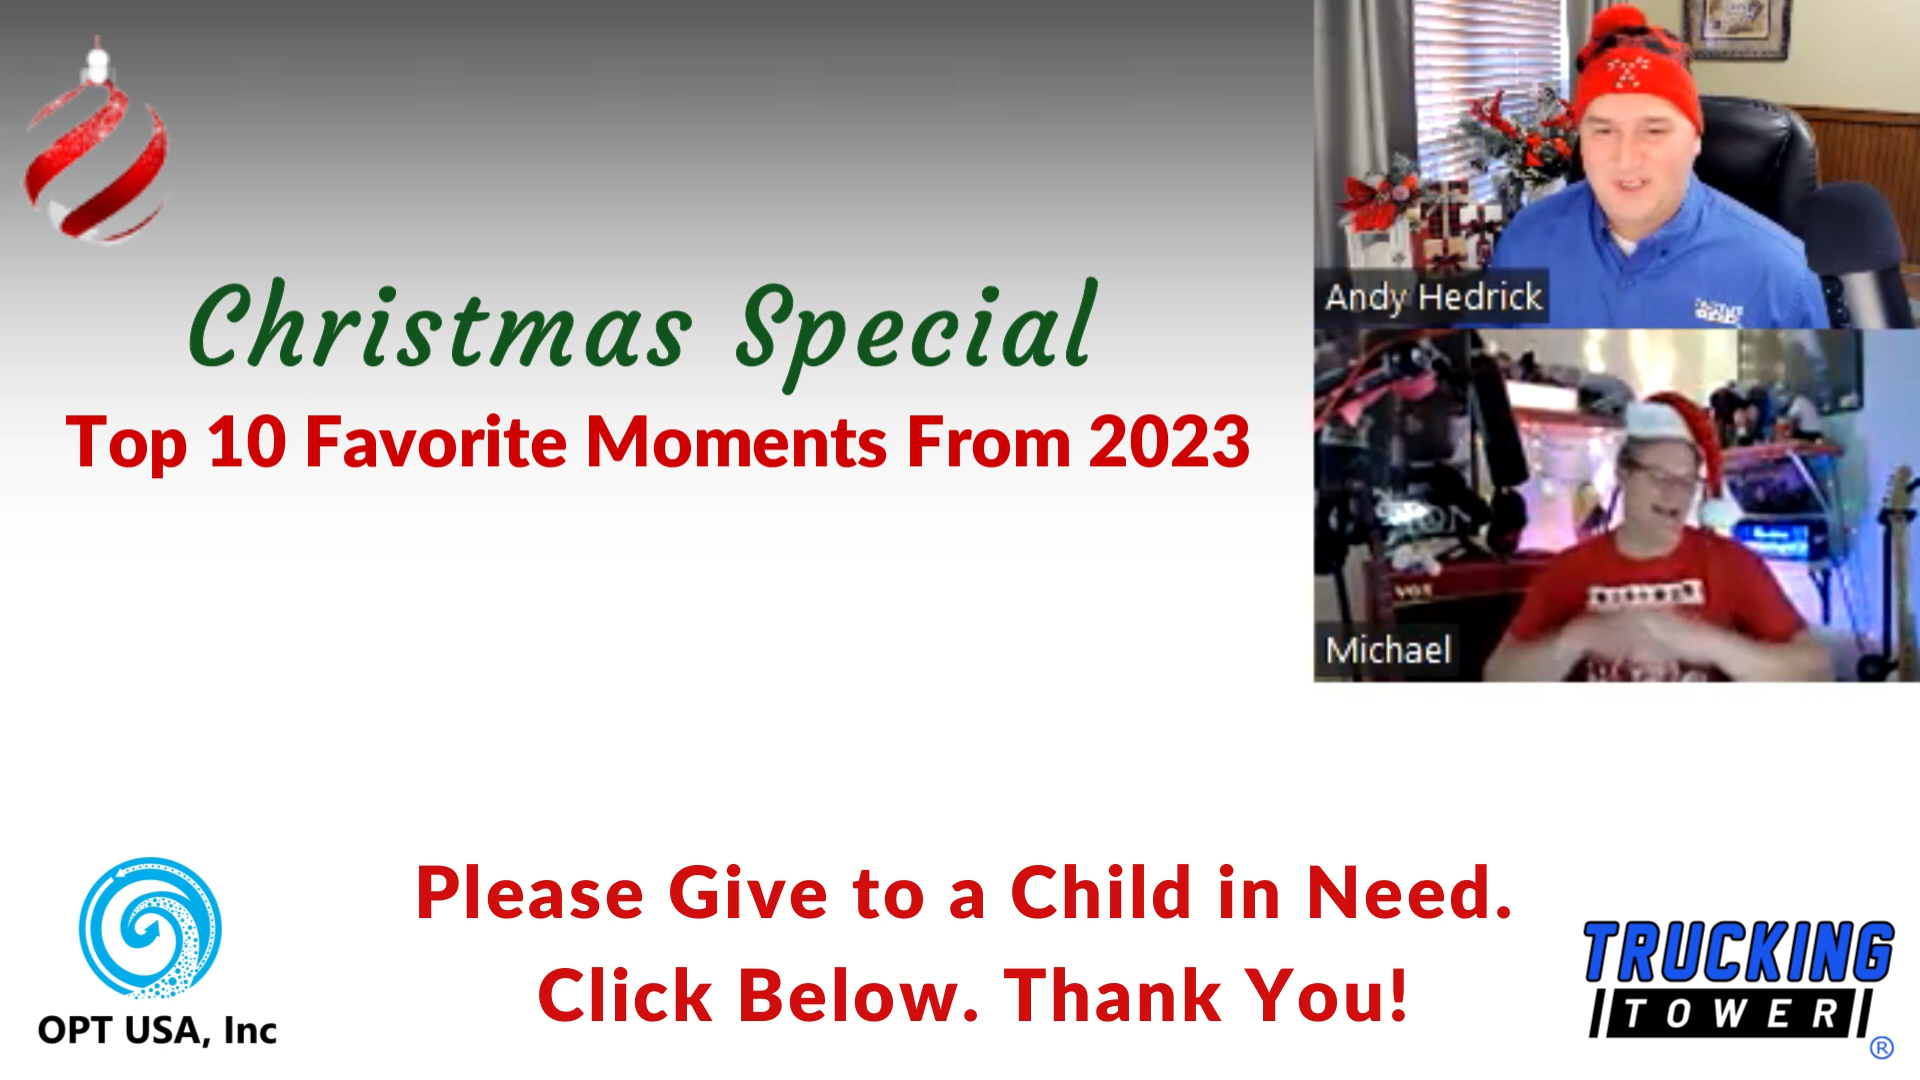 Christmas Special
Top 10 Favorite Moments From 2023
Andy Hedrick
VOX
Michael
Please Give to a Child in Need.
Click Below. Thank You!
OPT USA, Inc
TRUCKING
TOWER
®